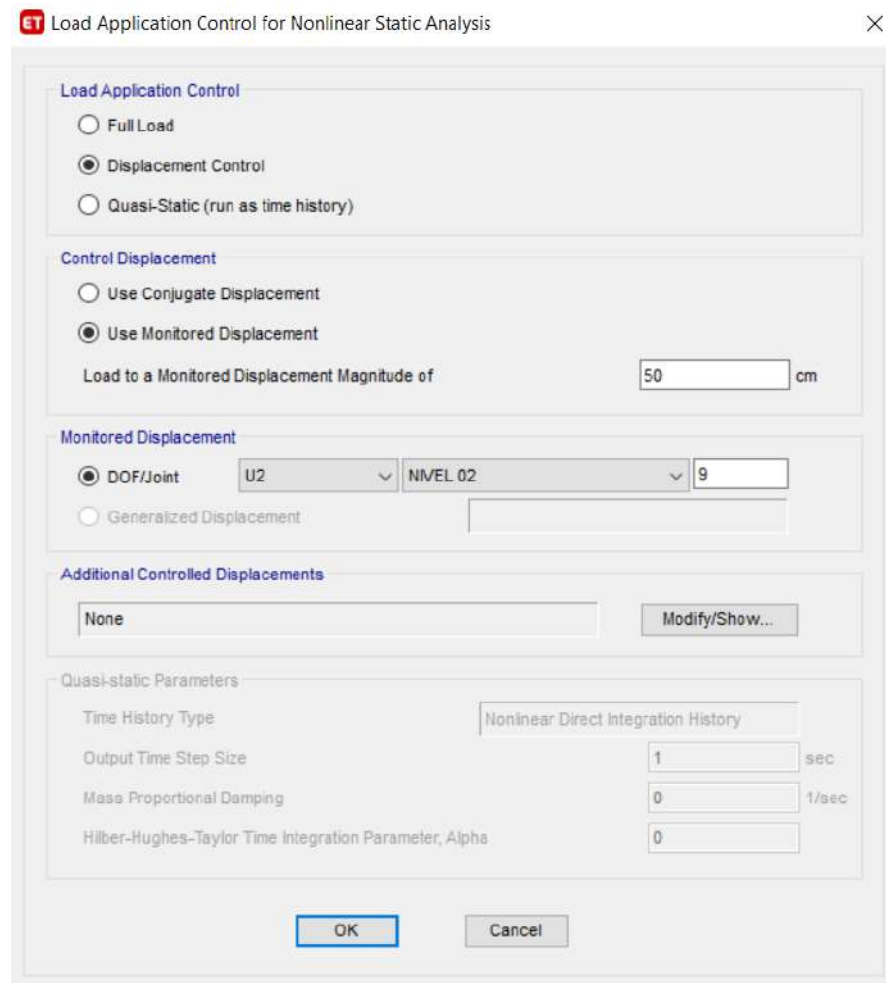 ET Load Application Control for Nonlinear Static Analysis
Load Application Control
Full Load
Displacement Control
Quasi-Static (run as time history)
Control Displacement
Use Conjugate Displacement
Use Monitored Displacement
Load to a Monitored Displacement Magnitude of 50 cm
Monitored Displacement
DOF/Joint U2 NIVEL 02 9
Generalized Displacement
Additional Controlled Displacements
None Modify/Show...
Quasi-static Parameters
Time History Type Nonlinear Direct Integration History
Output Time Step Size 1 sec
Mass Proportional Damping 0 1/sec
Hilber-Hughes-Taylor Time Integration Parameter, Alpha 0
OK Cancel